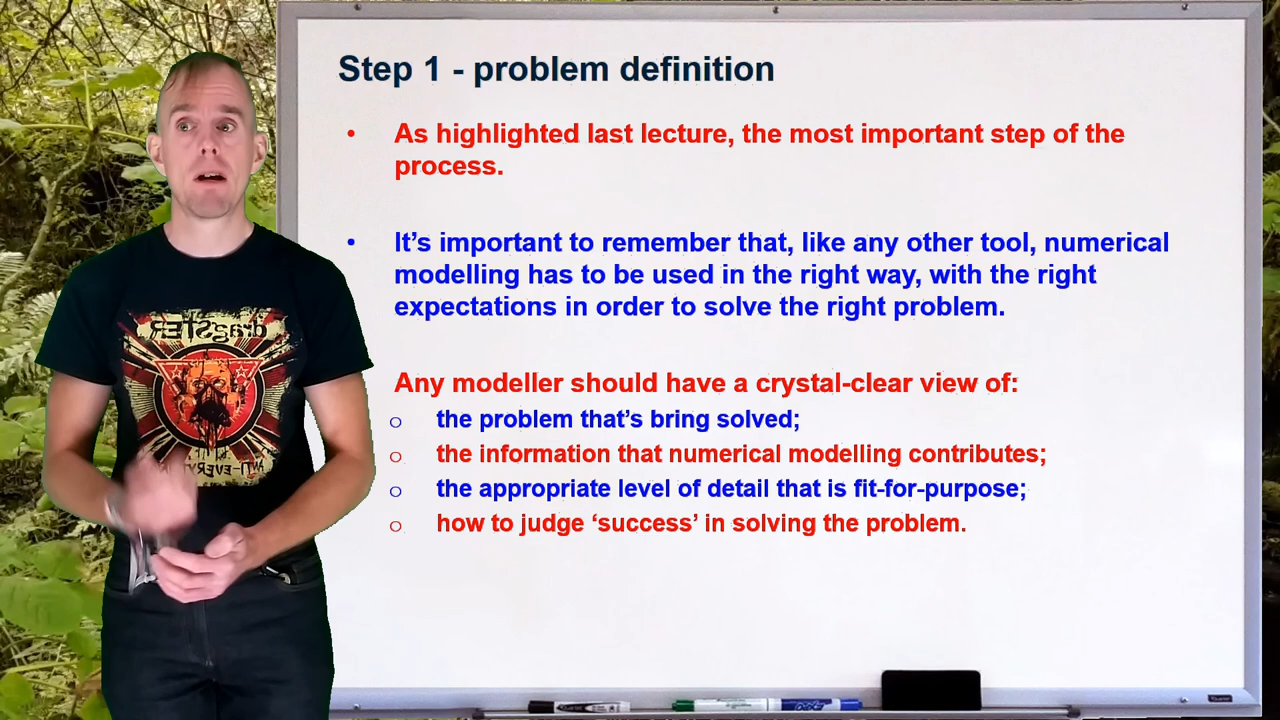 Step 1 - problem definition
• As highlighted last lecture, the most important step of the
process.
• It's important to remember that, like any other tool, numerical
modelling has to be used in the right way, with the right
expectations in order to solve the right problem.
Any modeller should have a crystal-clear view of:
o the problem that's bring solved;
o the information that numerical modelling contributes;
o the appropriate level of detail that is fit-for-purpose;
o how to judge ‘success’ in solving the problem.
dragSTER